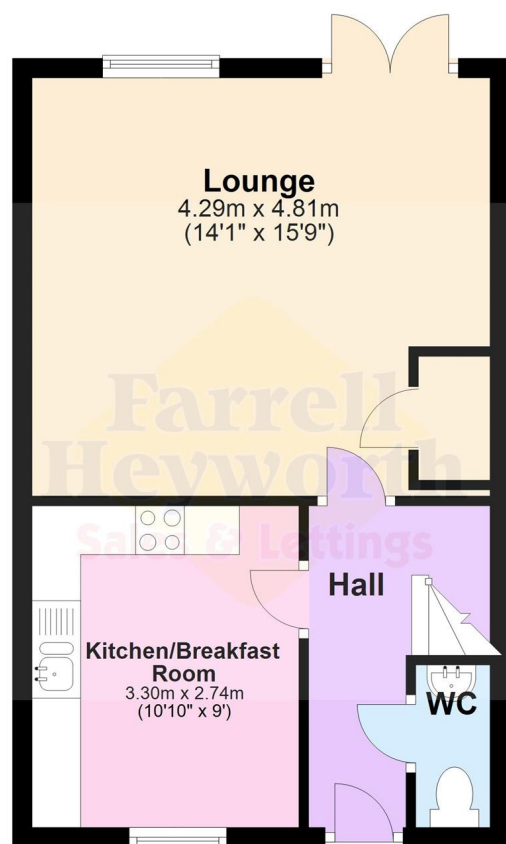 Lounge
4.29m x 4.81m
(14'1" x 15'9")
Farrell
Heyworth
Sales & Lettings
Hall
Kitchen/Breakfast
Room
3.30m x 2.74m
(10'10" x 9')
WC